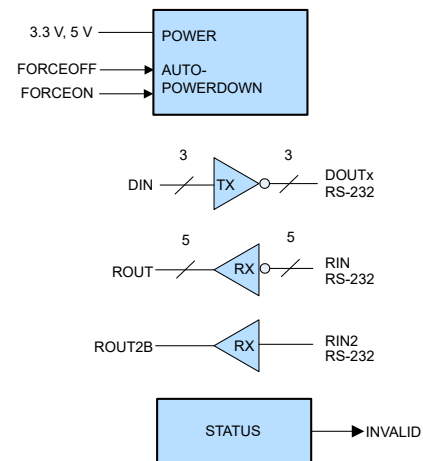 3.3 V, 5 V
POWER
FORCEOFF
AUTO-
POWERDOWN
FORCEON
3
3
DIN
TX
DOUTx
RS-232
5
5
ROUT
RX
RIN
RS-232
ROUT2B
RX
RIN2
RS-232
STATUS
INVALID